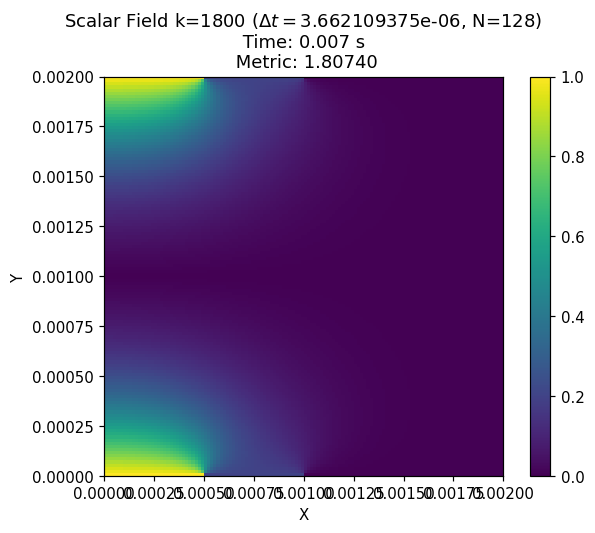 Scalar Field k=1800 (Δt = 3.662109375e-06, N=128)
Time: 0.007 s
Metric: 1.80740
0.00200
0.00175
0.00150
0.00125
0.00100
0.00075
0.00050
0.00025
0.00000
Y
0.00000 0.00025 0.00050 0.00075 0.00100 0.00125 0.00150 0.00175 0.00200
X
1.0
0.8
0.6
0.4
0.2
0.0